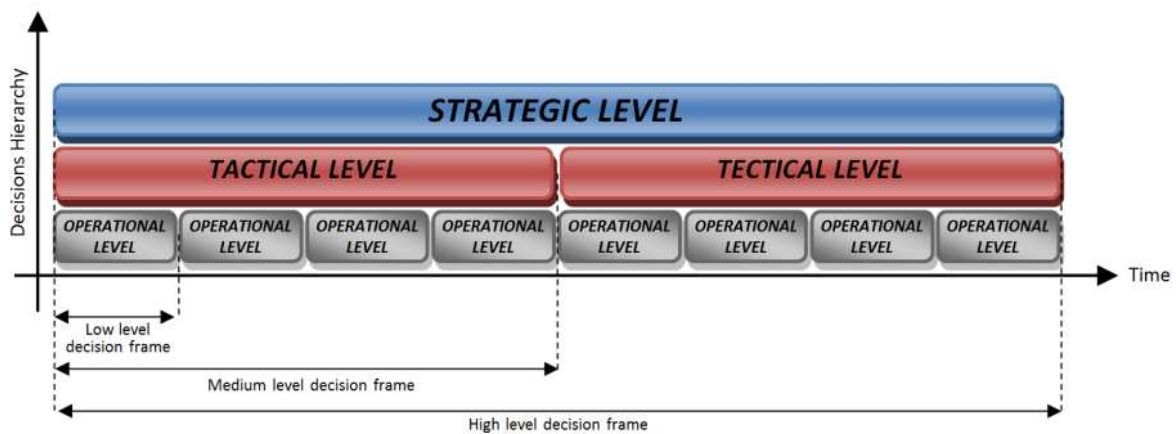 Decisions Hierarchy
STRATEGIC LEVEL
TACTICAL LEVEL
TECTICAL LEVEL
OPERATIONAL
LEVEL
OPERATIONAL
LEVEL
OPERATIONAL
LEVEL
OPERATIONAL
LEVEL
OPERATIONAL
LEVEL
OPERATIONAL
LEVEL
OPERATIONAL
LEVEL
OPERATIONAL
LEVEL
Time
Low level
decision frame
Medium level decision frame
High level decision frame